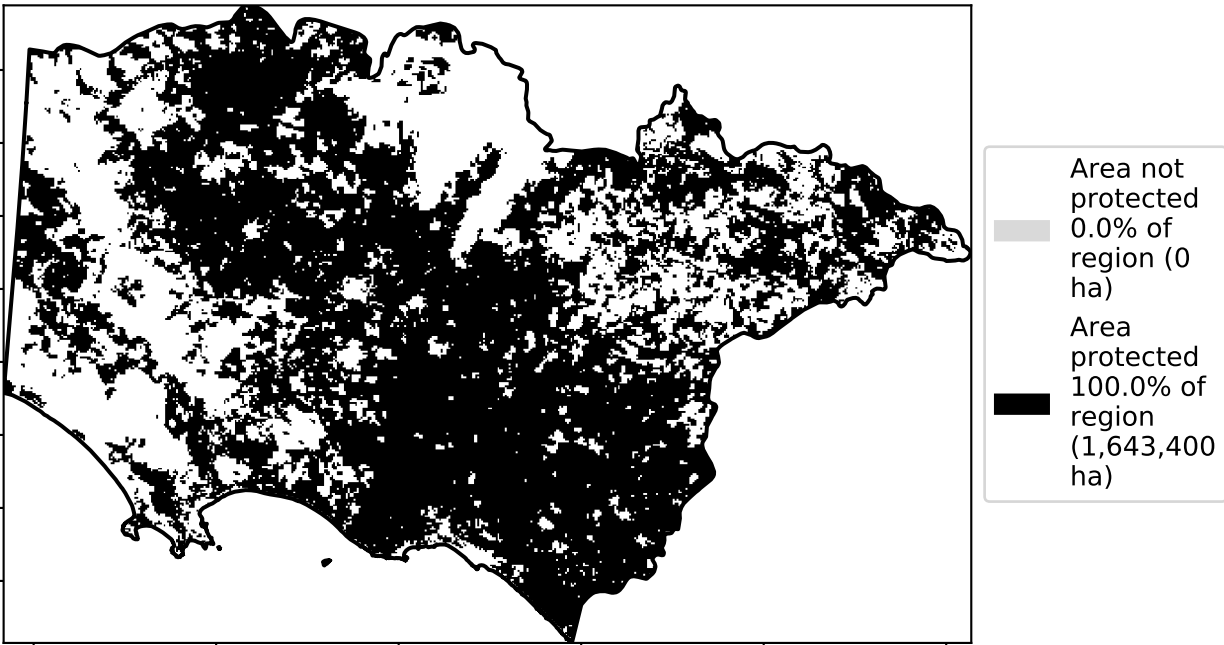 Area not
protected
0.0% of
region (0
ha)
Area
protected
100.0% of
region
(1,643,400
ha)